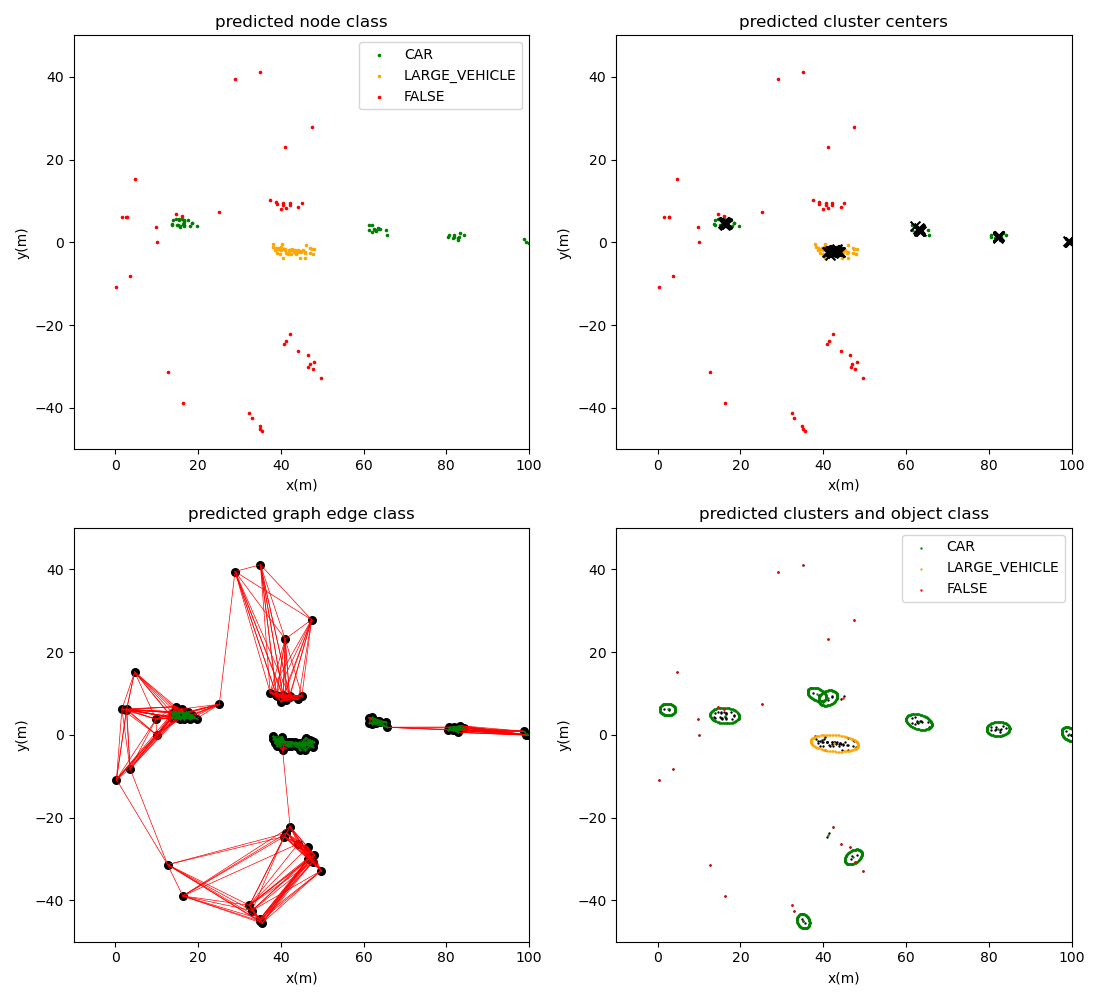 predicted node class
CAR
LARGE_VEHICLE
FALSE
40
20
0
−20
−40
y(m)
0 20 40 60 80 100
x(m)
predicted cluster centers
40
20
0
−20
−40
y(m)
0 20 40 60 80 100
x(m)
predicted graph edge class
40
20
0
−20
−40
y(m)
0 20 40 60 80 100
x(m)
predicted clusters and object class
CAR
LARGE_VEHICLE
FALSE
40
20
0
−20
−40
y(m)
0 20 40 60 80 100
x(m)